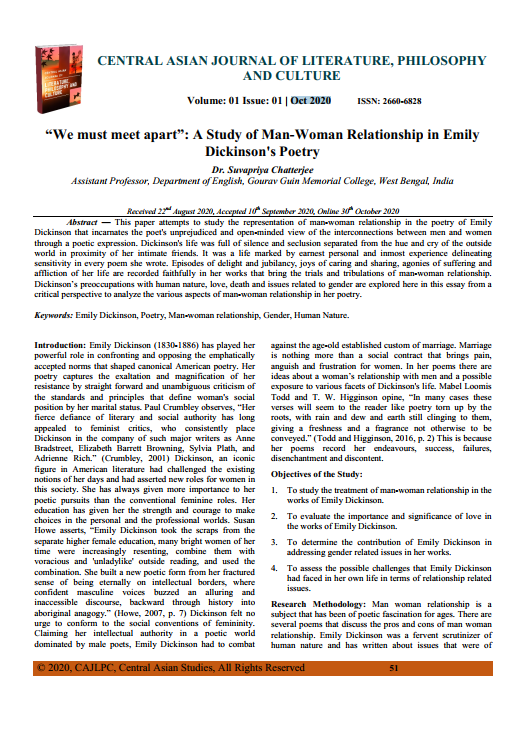 CENTRAL ASIAN JOURNAL OF LITERATURE, PHILOSOPHY
AND CULTURE
Volume: 01 Issue: 01 | Oct 2020 ISSN: 2660-6828
“We must meet apart”: A Study of Man-Woman Relationship in Emily
Dickinson's Poetry
Dr. Suvapriya Chatterjee
Assistant Professor, Department of English, Gourav Guin Memorial College, West Bengal, India
Received 22nd August 2020, Accepted 10th September 2020, Online 30th October 2020
Abstract — This paper attempts to study the representation of man-woman relationship in the poetry of Emily
Dickinson that incarnates the poet's unprejudiced and open-minded view of the interconnections between men and women
through a poetic expression. Dickinson's life was full of silence and seclusion separated from the hue and cry of the outside
world in proximity of her intimate friends. It was a life marked by earnest personal and inmost experience delineating
sensitivity in every poem she wrote. Episodes of delight and jubilancy, joys of caring and sharing, agonies of suffering and
affliction of her life are recorded faithfully in her works that bring the trials and tribulations of man-woman relationship.
Dickinson’s preoccupations with human nature, love, death and issues related to gender are explored here in this essay from a
critical perspective to analyze the various aspects of man-woman relationship in her poetry.
Keywords: Emily Dickinson, Poetry, Man-woman relationship, Gender, Human Nature.
Introduction: Emily Dickinson (1830-1886) has played her
powerful role in confronting and opposing the emphatically
accepted norms that shaped canonical American poetry. Her
poetry captures the exaltation and magnification of her
resistance by straight forward and unambiguous criticism of
the standards and principles that define woman's social
position by her marital status. Paul Crumbley observes, “Her
fierce defiance of literary and social authority has long
appealed to feminist critics, who consistently place
Dickinson in the company of such major writers as Anne
Bradstreet, Elizabeth Barrett Browning, Sylvia Plath, and
Adrienne Rich.” (Crumbley, 2001) Dickinson, an iconic
figure in American literature had challenged the existing
notions of her days and had asserted new roles for women in
this society. She has always given more importance to her
poetic pursuits than the conventional feminine roles. Her
education has given her the strength and courage to make
choices in the personal and the professional worlds. Susan
Howe asserts, “Emily Dickinson took the scraps from the
separate higher female education, many bright women of her
time were increasingly resenting, combine them with
voracious and 'unladylike' outside reading, and used the
combination. She built a new poetic form from her fractured
sense of being eternally on intellectual borders, where
confident masculine voices buzzed an alluring and
inaccessible discourse, backward through history into
aboriginal anagogy.” (Howe, 2007, p. 7) Dickinson felt no
urge to conform to the social conventions of femininity.
Claiming her intellectual authority in a poetic world
dominated by male poets, Emily Dickinson had to combat
against the age-old established custom of marriage. Marriage
is nothing more than a social contract that brings pain,
anguish and frustration for women. In her poems there are
ideas about a woman’s relationship with men and a possible
exposure to various facets of Dickinson's life. Mabel Loomis
Todd and T. W. Higginson opine, “In many cases these
verses will seem to the reader like poetry torn up by the
roots, with rain and dew and earth still clinging to them,
giving a freshness and a fragrance not otherwise to be
conveyed.” (Todd and Higginson, 2016, p. 2) This is because
her poems record her endeavours, success, failures,
disenchantment and discontent.
Objectives of the Study:
1. To study the treatment of man-woman relationship in the
works of Emily Dickinson.
2. To evaluate the importance and significance of love in
the works of Emily Dickinson.
3. To determine the contribution of Emily Dickinson in
addressing gender related issues in her works.
4. To assess the possible challenges that Emily Dickinson
had faced in her own life in terms of relationship related
issues.
Research Methodology: Man woman relationship is a
subject that has been of poetic fascination for ages. There are
several poems that discuss the pros and cons of man woman
relationship. Emily Dickinson was a fervent scrutinizer of
human nature and has written about issues that were of
© 2020, CAJLPC, Central Asian Studies, All Rights Reserved 51